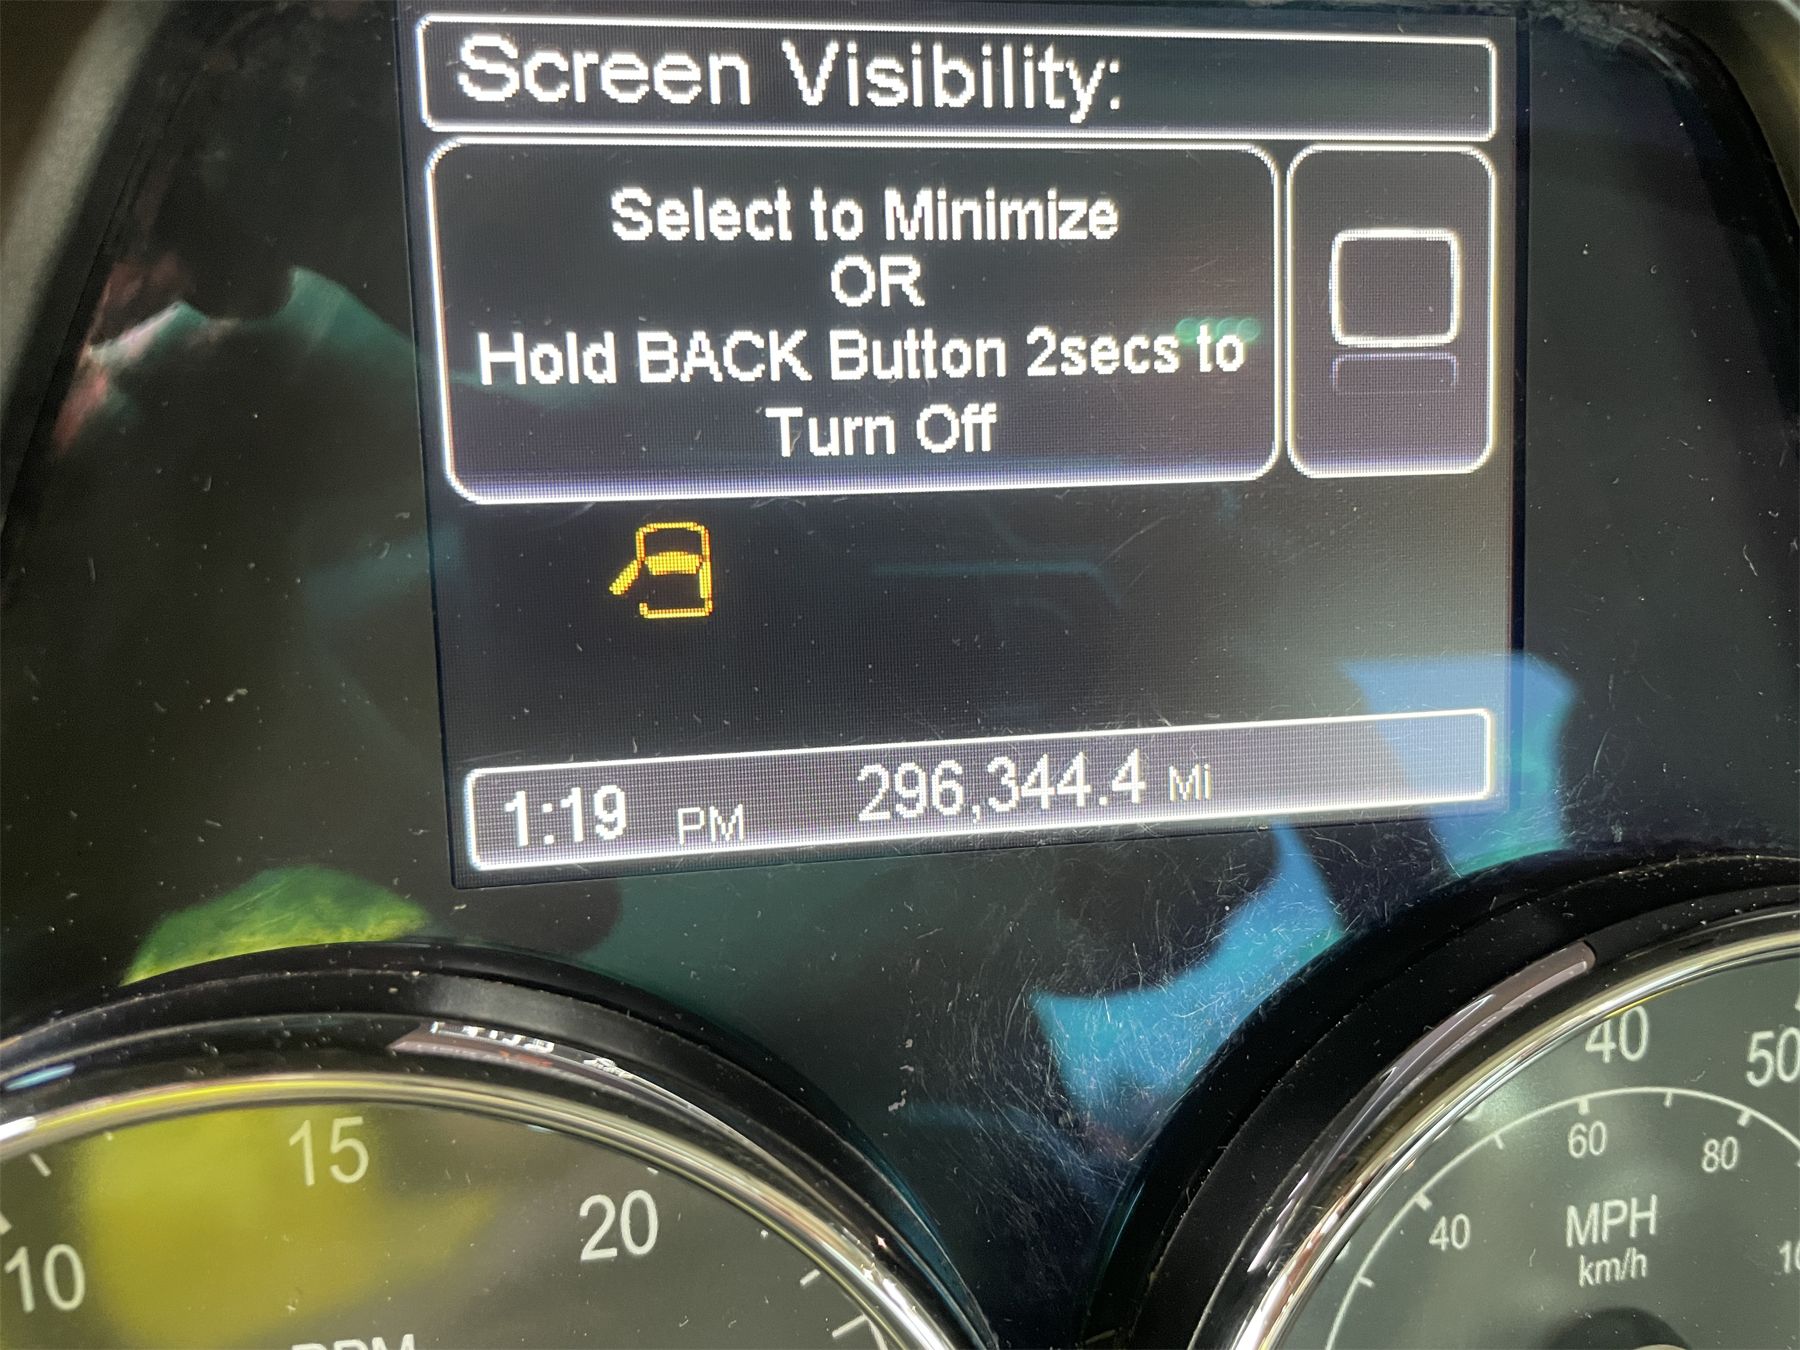 Screen Visibility:
Select to Minimize
OR
Hold BACK Button 2secs to
Turn Off
1:19 PM 296,344.4 Mi
15
20
10
RPM
40
50
60
80
40
MPH
km/h